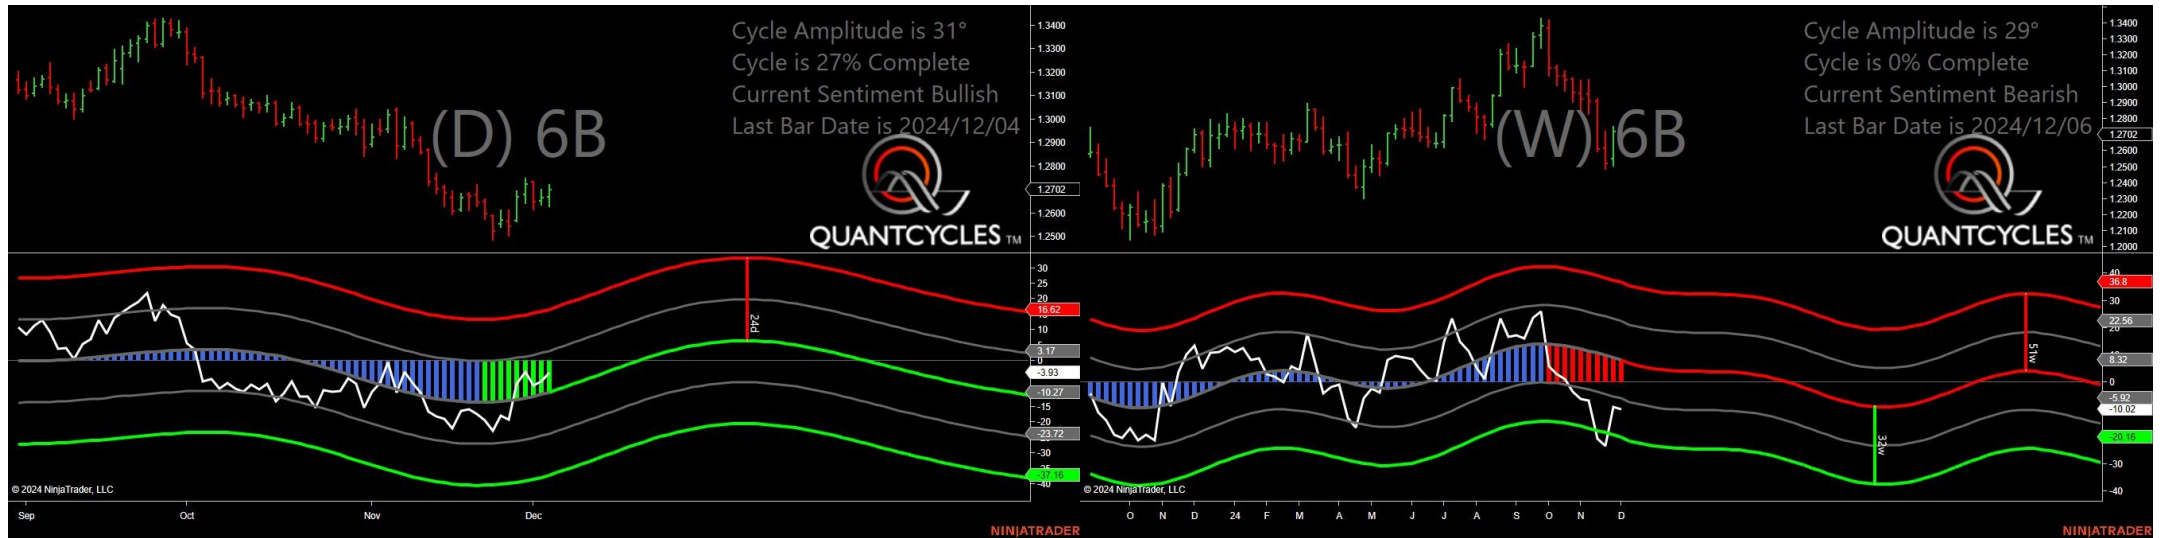 Cycle Amplitude is 31°
Cycle is 27% Complete
Current Sentiment Bullish
Last Bar Date is 2024/12/04
(D) 6B
QUANTCYCLES TM
1.3400
1.3300
1.3200
1.3100
1.3000
1.2900
1.2800
1.2702
1.2600
1.2500
30
25
20
16.62
10
3.17
0
-3.93
-10.27
-15
-20
-23.72
-30
-37.16
-40
24d
© 2024 NinjaTrader, LLC
Sep Oct Nov Dec
NINJATRADER
Cycle Amplitude is 29°
Cycle is 0% Complete
Current Sentiment Bearish
Last Bar Date is 2024/12/06
(W) 6B
QUANTCYCLES TM
1.3400
1.3300
1.3200
1.3100
1.3000
1.2900
1.2800
1.2702
1.2600
1.2500
1.2400
1.2300
1.2200
1.2100
1.2000
40
36.8
30
22.56
20
8.32
0
-5.92
-10.02
-20.16
-30
-40
51w
32w
© 2024 NinjaTrader, LLC
O N D 24 F M A M J J A S O N D
NINJATRADER